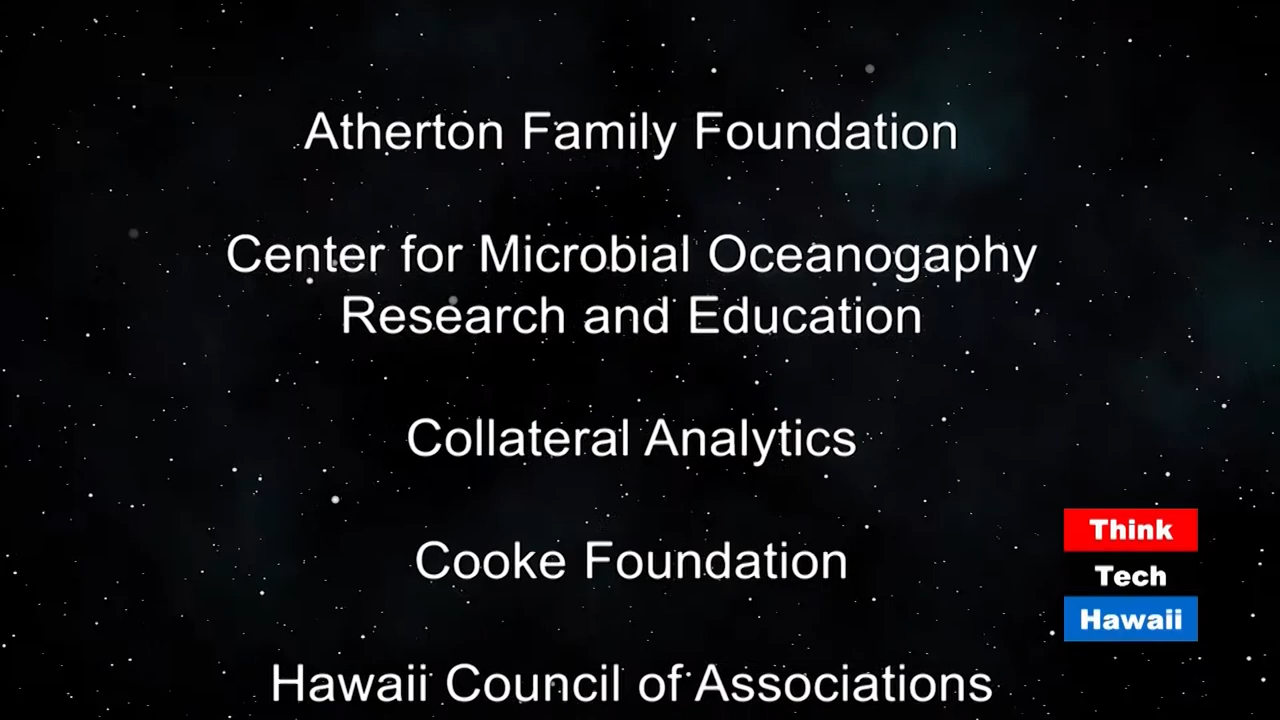 Atherton Family Foundation
Center for Microbial Oceanogaphy
Research and Education
Collateral Analytics
Cooke Foundation
Think
Tech
Hawaii
Hawaii Council of Associations